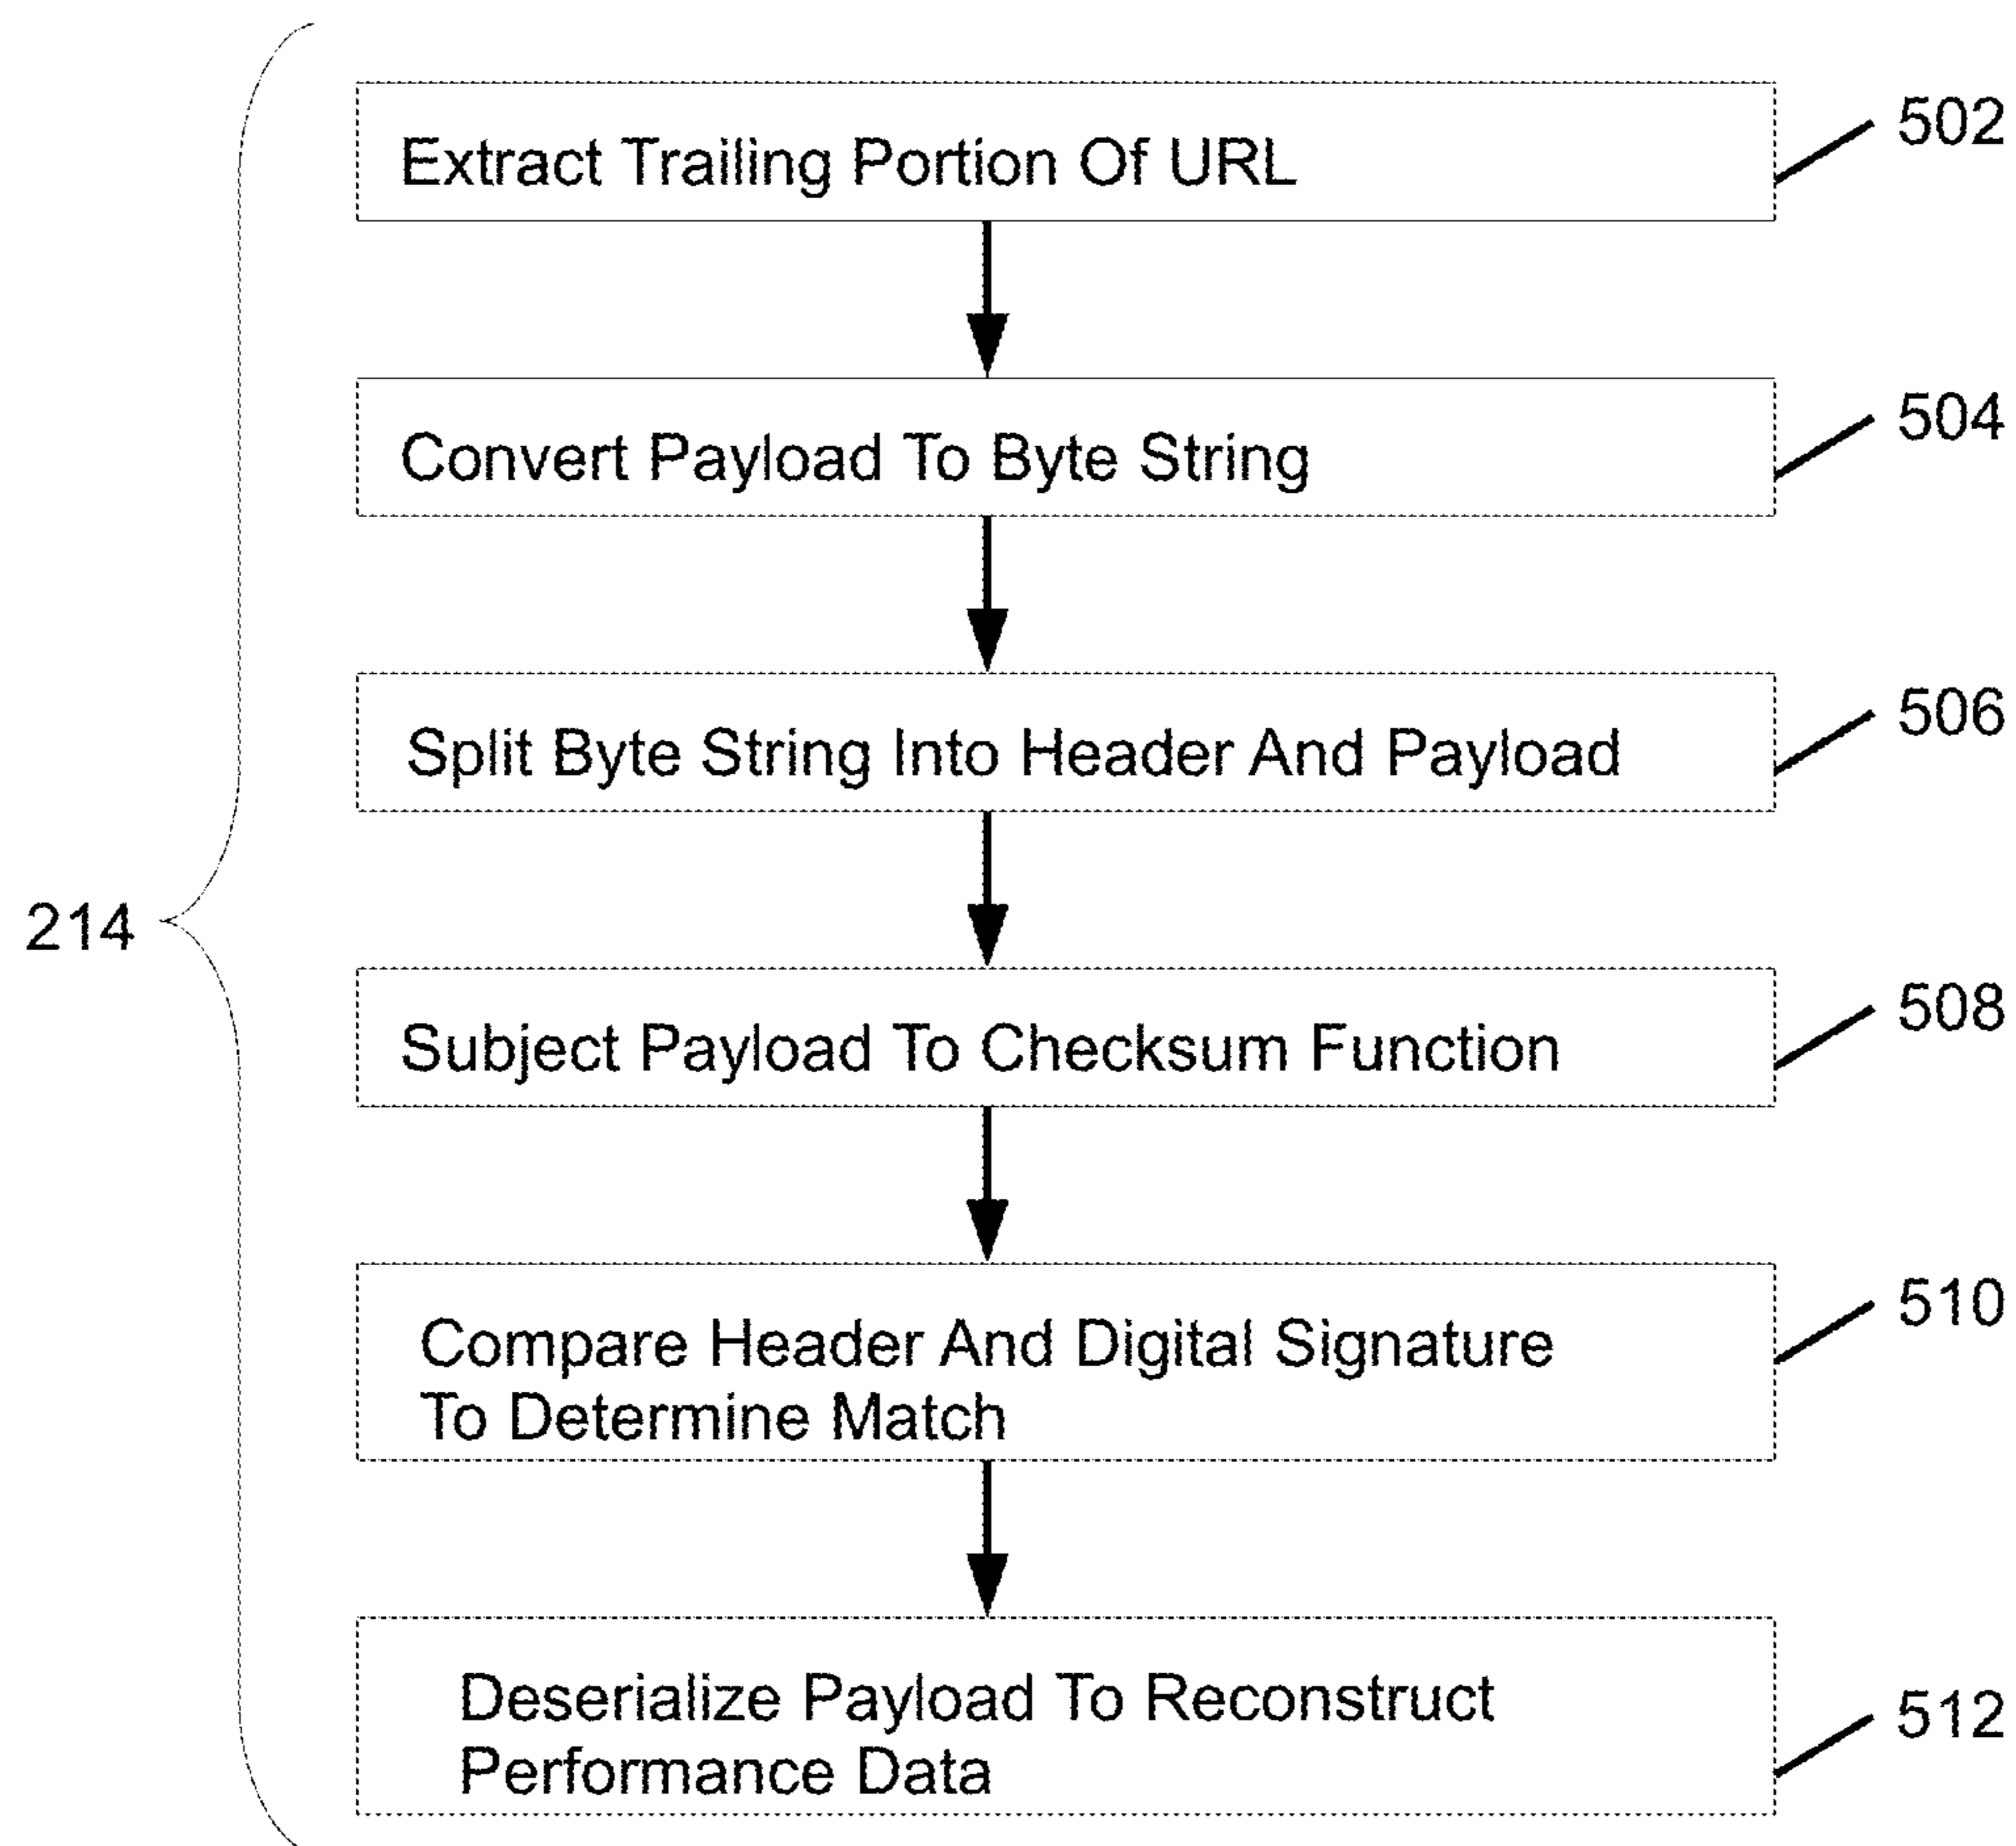 Extract Trailing Portion Of URL
502
Convert Payload To Byte String
504
Split Byte String Into Header And Payload
506
214
Subject Payload To Checksum Function
508
Compare Header And Digital Signature
To Determine Match
510
Deserialize Payload To Reconstruct
Performance Data
512